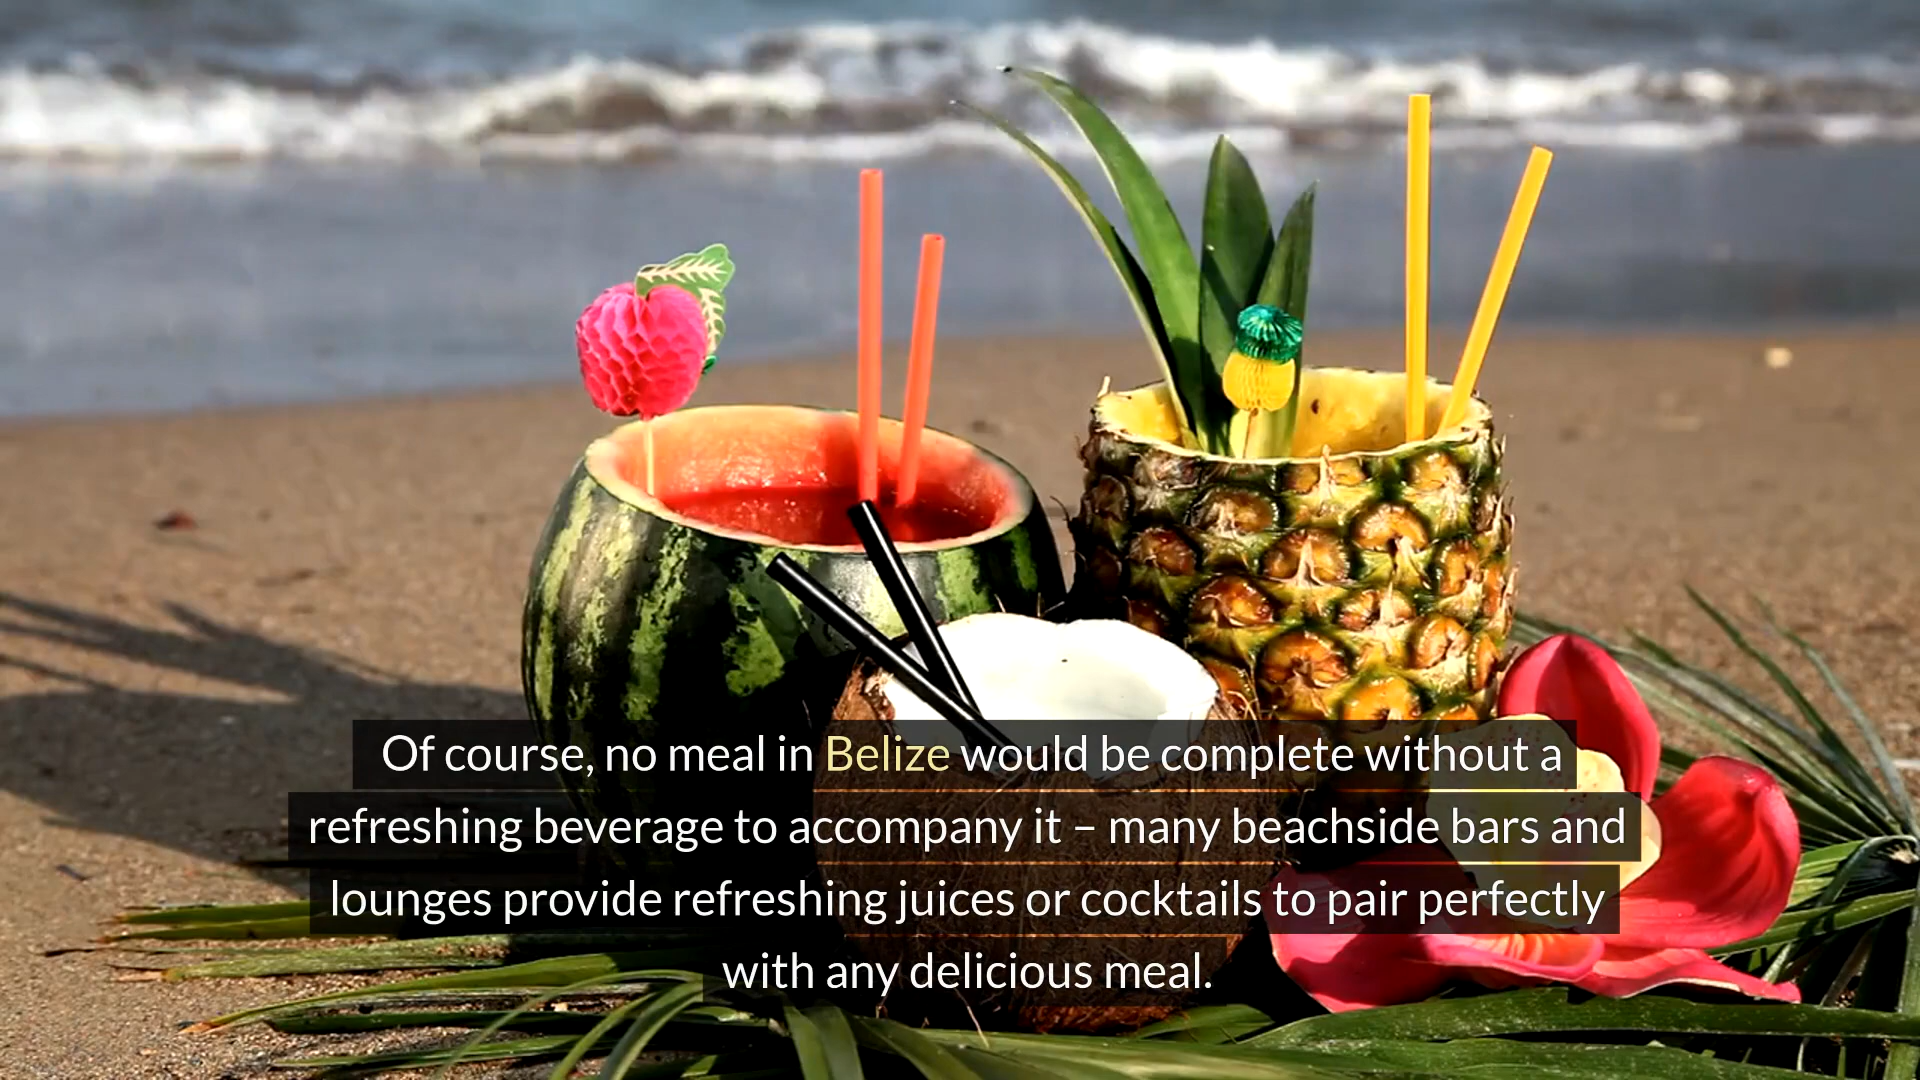 Of course, no meal in Belize would be complete without a
refreshing beverage to accompany it – many beachside bars and
lounges provide refreshing juices or cocktails to pair perfectly
with any delicious meal.